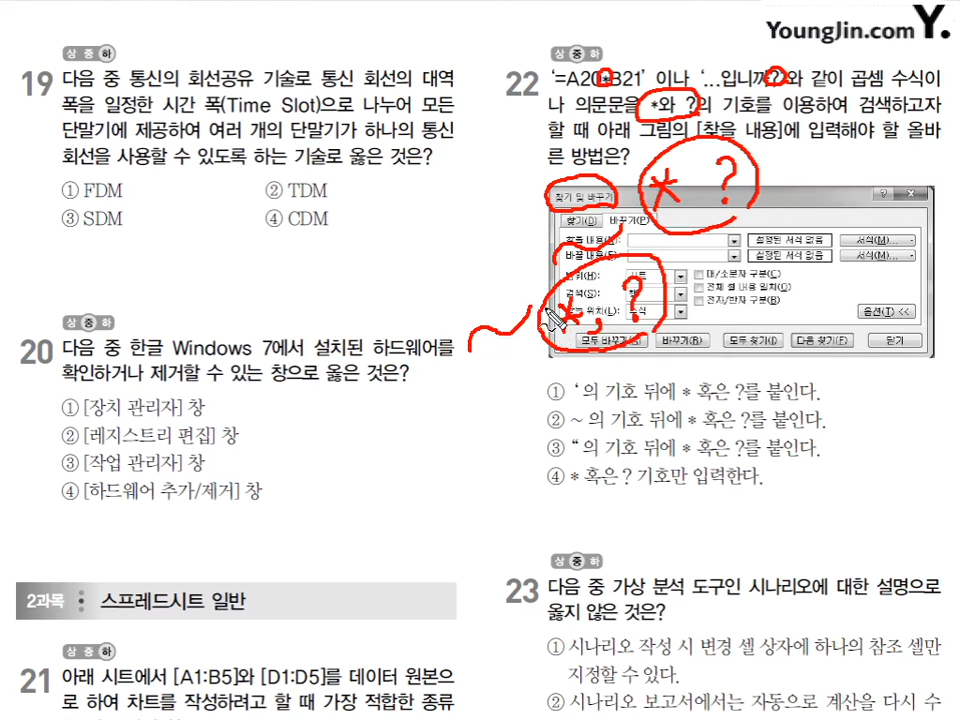 YoungJin.com Y.
상 중 하
19 다음 중 통신의 회선공유 기술로 통신 회선의 대역
폭을 일정한 시간 폭(Time Slot)으로 나누어 모든
단말기에 제공하여 여러 개의 단말기가 하나의 통신
회선을 사용할 수 있도록 하는 기술로 옳은 것은?
① FDM ② TDM
③ SDM ④ CDM
상 중 하
20 다음 중 한글 Windows 7에서 설치된 하드웨어를
확인하거나 제거할 수 있는 창으로 옳은 것은?
① [장치 관리자] 창
② [레지스트리 편집] 창
③ [작업 관리자] 창
④ [하드웨어 추가/제거] 창
2과목 스프레드시트 일반
상 중 하
21 아래 시트에서 [A1:B5]와 [D1:D5]를 데이터 원본으
로 하여 차트를 작성하려고 할 때 가장 적합한 종류
상 중 하
22 ‘=A20*B21’ 이나 ‘…입니까?’와 같이 곱셈 수식이
나 의문문을 *와 ?의 기호를 이용하여 검색하고자
할 때 아래 그림의 [찾을 내용]에 입력해야 할 올바
른 방법은?
* ?
찾기 및 바꾸기
찾기(D) 바꾸기(P)
찾을 내용(N): 설정된 서식 없음 서식(M)...
바꿀 내용(E): 설정된 서식 없음 서식(M)...
범위(H): 시트 대/소문자 구분(C)
검색(S): 행 전체 셀 내용 일치(O)
위치(L): 수식 전자/반자 구분(B)
*, ?
옵션(T) <<
모두 바꾸기(A) 바꾸기(R) 모두 찾기(I) 다음 찾기(F) 닫기
① ‘의 기호 뒤에 * 혹은 ?를 붙인다.
② ~ 의 기호 뒤에 * 혹은 ?를 붙인다.
③ “의 기호 뒤에 * 혹은 ?를 붙인다.
④ * 혹은 ? 기호만 입력한다.
상 중 하
23 다음 중 가상 분석 도구인 시나리오에 대한 설명으로
옳지 않은 것은?
① 시나리오 작성 시 변경 셀 상자에 하나의 참조 셀만
지정할 수 있다.
② 시나리오 보고서에서는 자동으로 계산을 다시 수